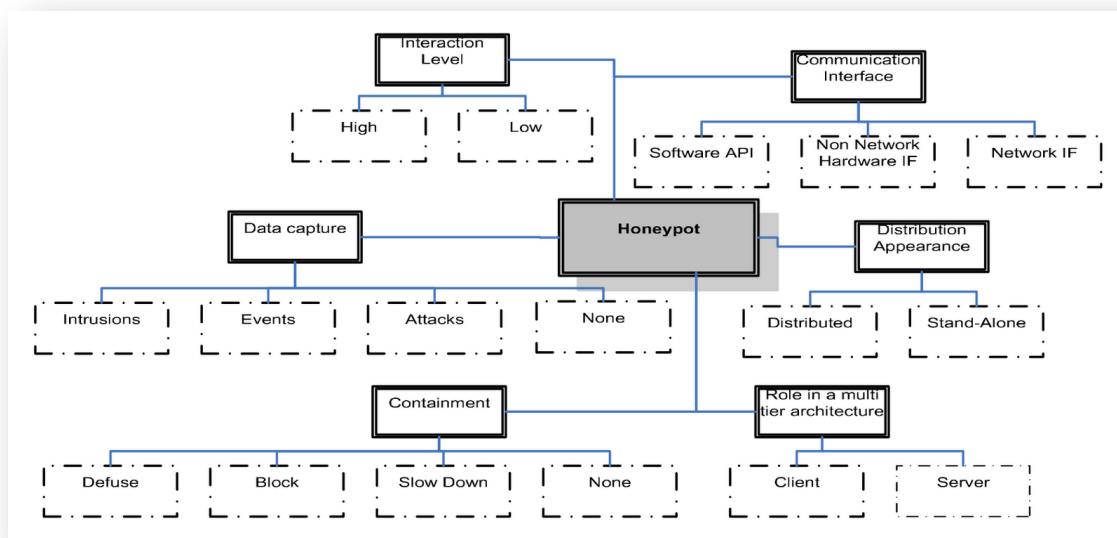 Interaction
Level
Communication
Interface
High
Low
Software API
Non Network
Hardware IF
Network IF
Data capture
Honeypot
Distribution
Appearance
Intrusions
Events
Attacks
None
Distributed
Stand-Alone
Containment
Role in a multi
tier architecture
Defuse
Block
Slow Down
None
Client
Server